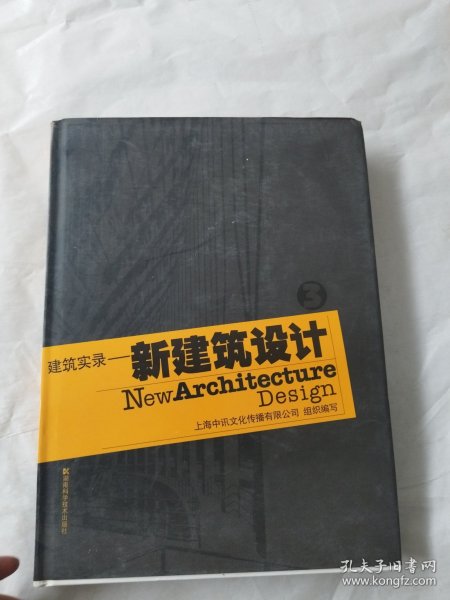 3
建筑实录—新建筑设计
NewArchitecture
Design
上海中讯文化传播有限公司 组织编写
湖南科学技术出版社
孔夫子旧书网
www.kongfz.com